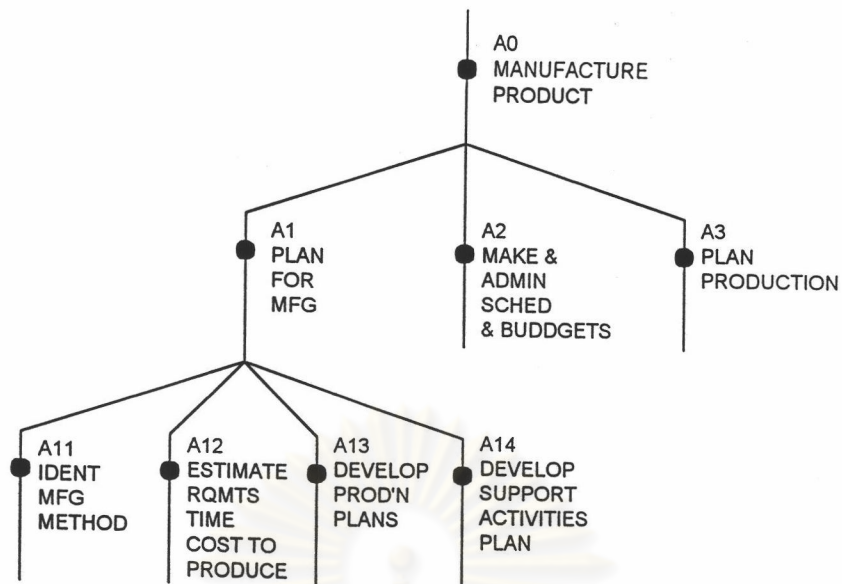 A0
MANUFACTURE
PRODUCT
A1
PLAN
FOR
MFG
A2
MAKE &
ADMIN
SCHED
& BUDDGETS
A3
PLAN
PRODUCTION
A11
IDENT
MFG
METHOD
A12
ESTIMATE
RQMTS
TIME
COST TO
PRODUCE
A13
DEVELOP
PROD'N
PLANS
A14
DEVELOP
SUPPORT
ACTIVITIES
PLAN